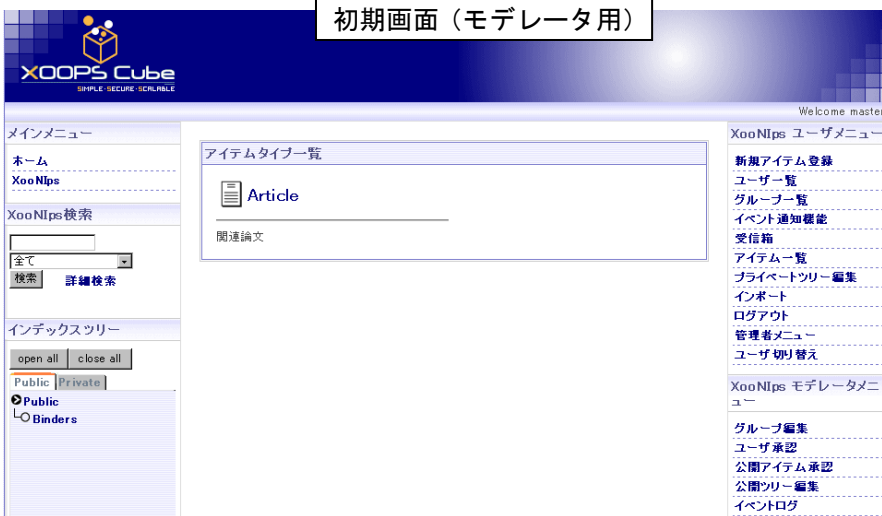 初期画面（モデレータ用）
XOOPS Cube
SIMPLE·SECURE·SCALABLE
Welcome master
メインメニュー
ホーム
XooNIps
XooNIps検索
全て
検索
詳細検索
インデックスツリー
open all
close all
Public
Private
Public
Binders
アイテムタイプ一覧
Article
関連論文
XooNIps ユーザメニュー
新規アイテム登録
ユーザ一覧
グループ一覧
イベント通知機能
受信箱
アイテム一覧
プライベートツリー編集
インポート
ログアウト
管理者メニュー
ユーザ切り替え
XooNIps モデレータメニ
ュー
グループ編集
ユーザ承認
公開アイテム承認
公開ツリー編集
イベントログ